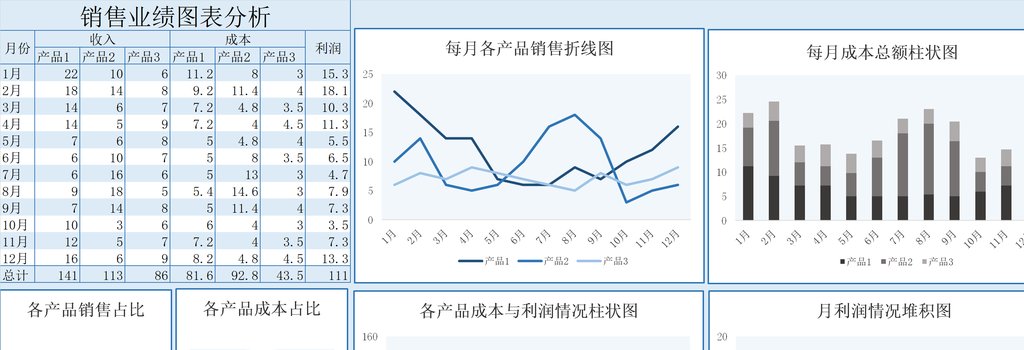 销售业绩图表分析
月份 收入 成本 利润
产品1 产品2 产品3 产品1 产品2 产品3
1月 22 10 6 11.2 8 3 15.3
2月 18 14 8 9.2 11.4 4 18.1
3月 14 6 7 7.2 4.8 3.5 10.3
4月 14 5 9 7.2 4 4.5 11.3
5月 7 6 8 5 4.8 4 5.5
6月 6 10 7 5 8 3.5 6.5
7月 6 16 6 5 13 3 4.7
8月 9 18 5 5.4 14.6 3 7.9
9月 7 14 8 5 11.4 4 7.3
10月 10 3 6 6 4 3 3.5
11月 12 5 7 7.2 4 3.5 7.3
12月 16 6 9 8.2 4.8 4.5 13.3
总计 141 113 86 81.6 92.8 43.5 111
每月各产品销售折线图
25
20
15
10
5
0
1月 2月 3月 4月 5月 6月 7月 8月 9月 10月 11月 12月
产品1 产品2 产品3
每月成本总额柱状图
30
25
20
15
10
5
0
1月 2月 3月 4月 5月 6月 7月 8月 9月 10月 11月
产品1 产品2 产品3
各产品销售占比
各产品成本占比
各产品成本与利润情况柱状图
160
月利润情况堆积图
20